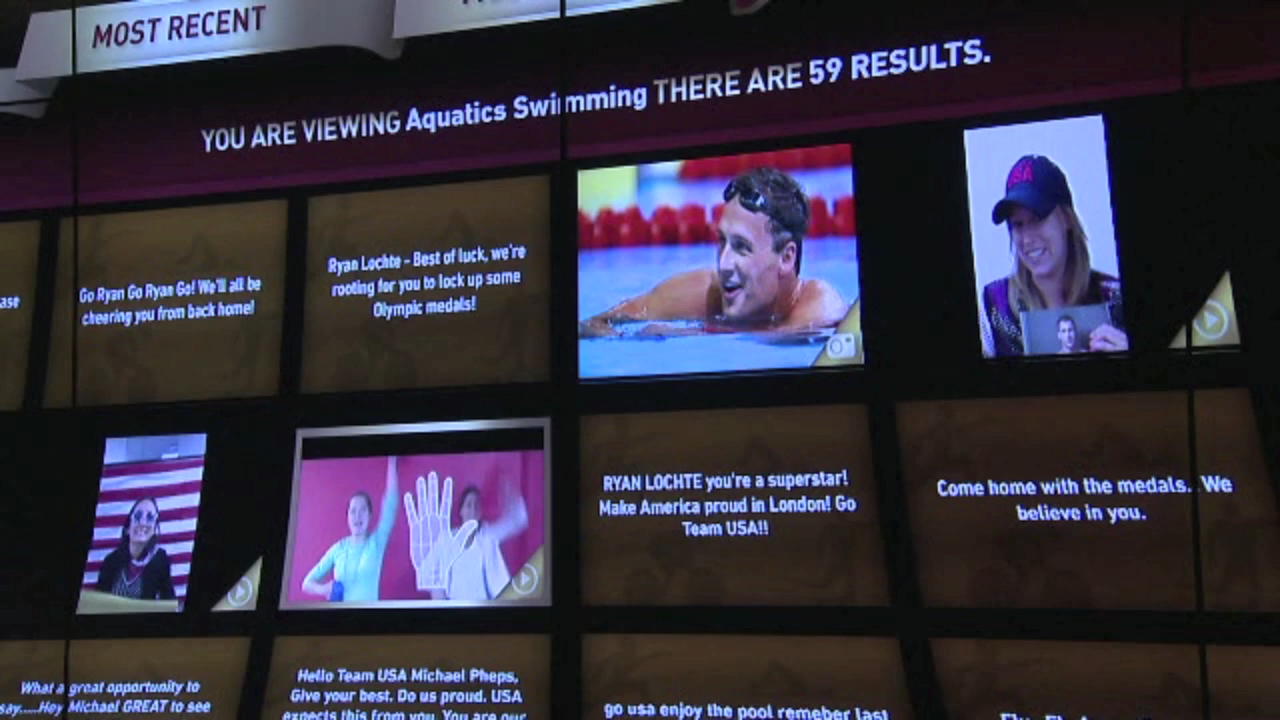 MOST RECENT
YOU ARE VIEWING Aquatics Swimming THERE ARE 59 RESULTS.
ase
Go Ryan Go Ryan Go! We'll all be
cheering you from back home!
Ryan Lochte - Best of luck, we're
rooting for you to lock up some
Olympic medals!
USA
RYAN LOCHTE you're a superstar!
Make America proud in London! Go
Team USA!!
Come home with the medals.. We
believe in you.
What a great opportunity to
say.....Hey Michael GREAT to see
Hello Team USA Michael Pheps,
Give your best. Do us proud. USA
expects this from you. You are our
go usa enjoy the pool remeber last